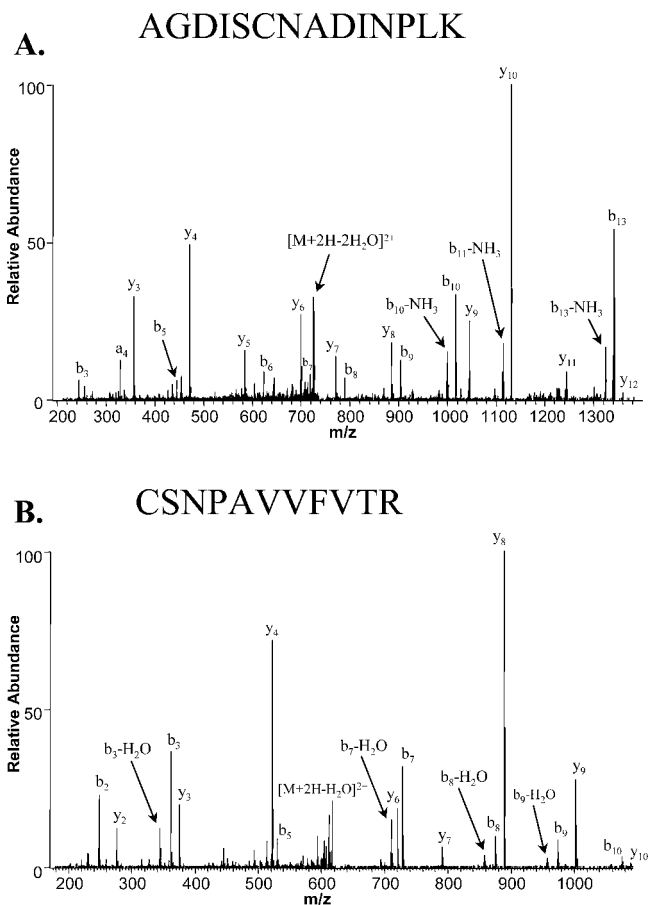 AGDISCNADINPLK
A.
y10
100
Relative Abundance
b13
y4
50
[M+2H-2H2O]2+
b11-NH3
y3
b10
b10-NH3
b13-NH3
y6
y9
b5
y8
a4
y5
y7
b9
y11
b3
b6
b7
b8
y12
0
200 300 400 500 600 700 800 900 1000 1100 1200 1300
m/z
CSNPAVVFVTR
B.
y8
100
Relative Abundance
y4
50
b3-H2O
b3
b7-H2O
b7
b8-H2O
y9
b2
[M+2H-H2O]2+
y6
b9-H2O
y3
y2
b5
y7
b8
b9
b10
y10
0
200 300 400 500 600 700 800 900 1000
m/z